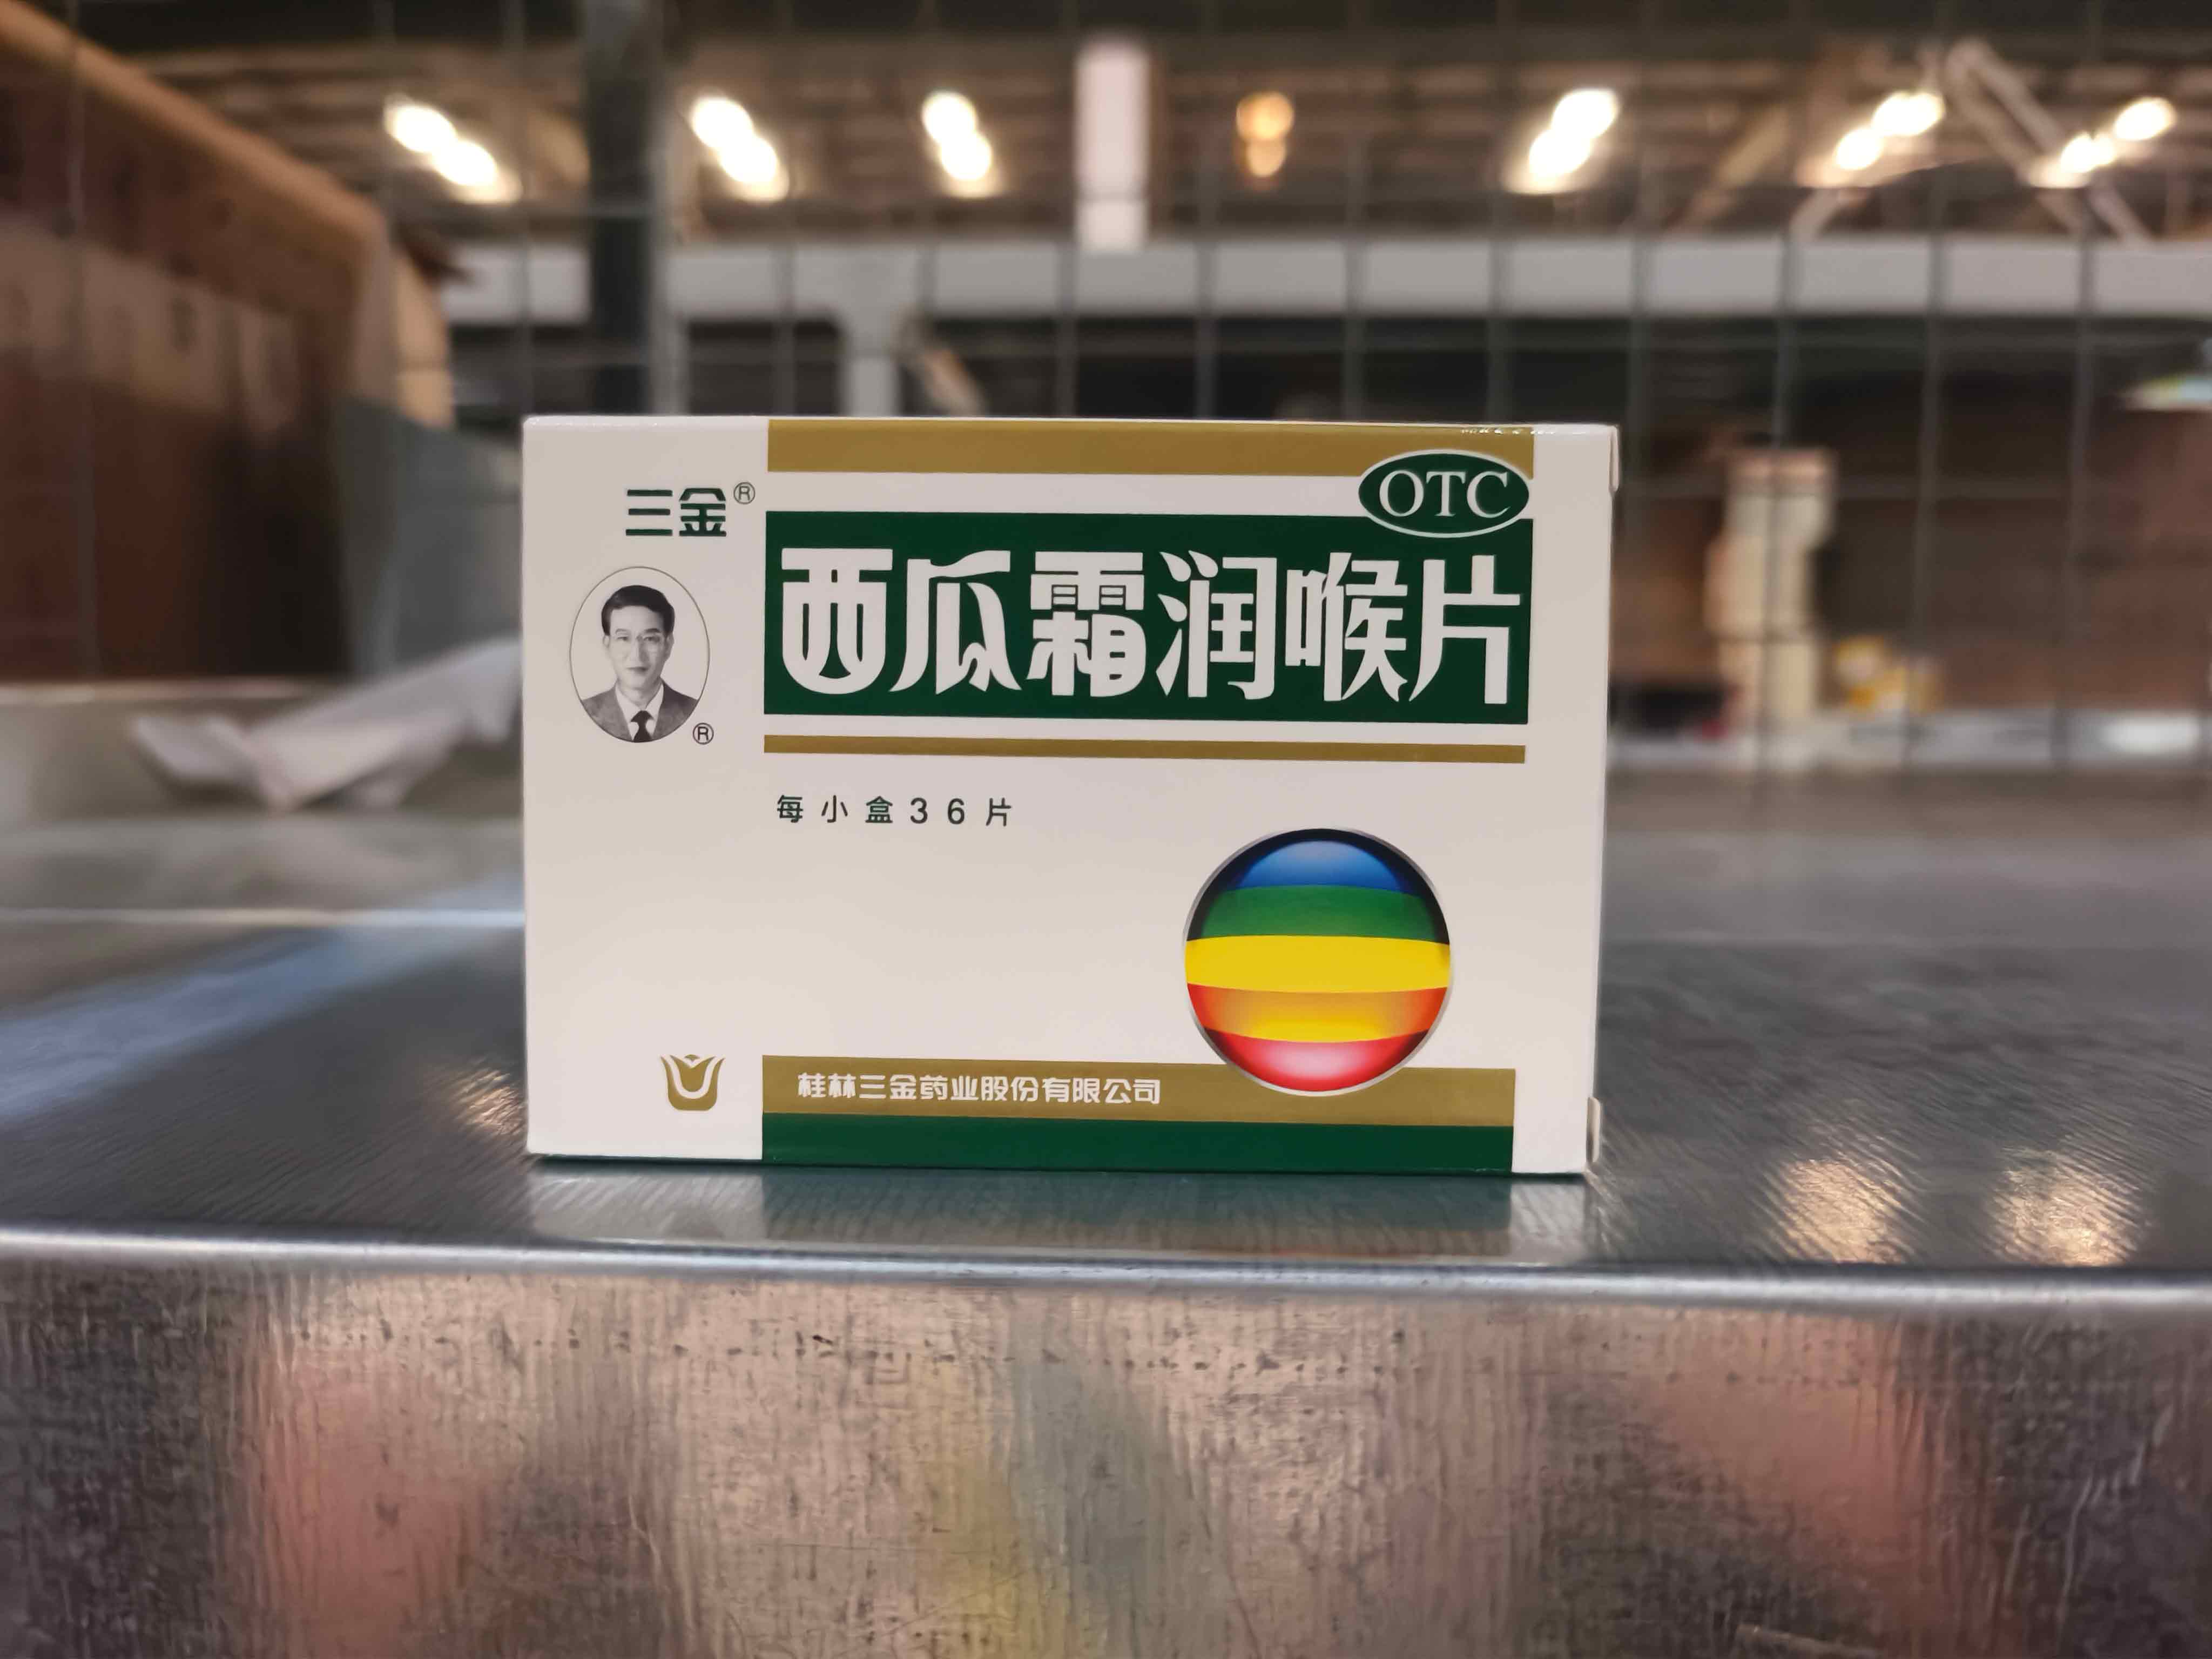 三金®
OTC
西瓜霜润喉片
®
每小盒36片
桂林三金药业股份有限公司